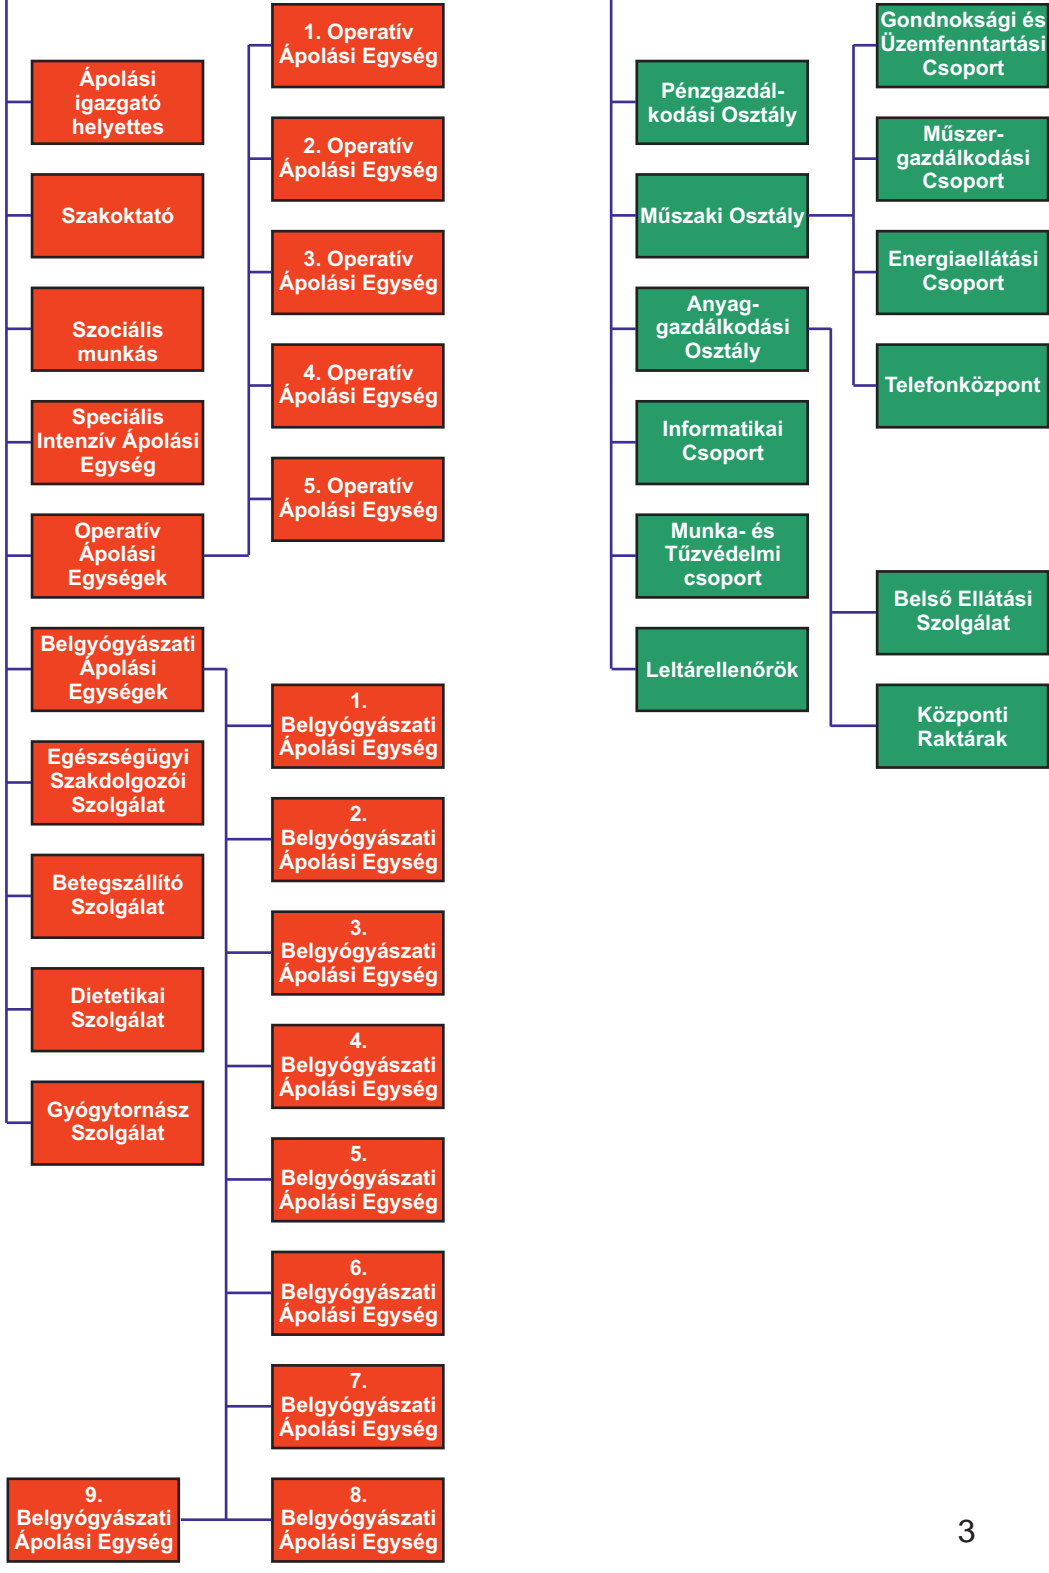 Ápolási
igazgató
helyettes
Szakoktató
Szociális
munkás
Speciális
Intenzív Ápolási
Egység
Operatív
Ápolási
Egységek
Belgyógyászati
Ápolási
Egységek
Egészségügyi
Szakdolgozói
Szolgálat
Betegszállító
Szolgálat
Dietetikai
Szolgálat
Gyógytornász
Szolgálat
1. Operatív
Ápolási Egység
2. Operatív
Ápolási Egység
3. Operatív
Ápolási Egység
4. Operatív
Ápolási Egység
5. Operatív
Ápolási Egység
1.
Belgyógyászati
Ápolási Egység
2.
Belgyógyászati
Ápolási Egység
3.
Belgyógyászati
Ápolási Egység
4.
Belgyógyászati
Ápolási Egység
5.
Belgyógyászati
Ápolási Egység
6.
Belgyógyászati
Ápolási Egység
7.
Belgyógyászati
Ápolási Egység
8.
Belgyógyászati
Ápolási Egység
9.
Belgyógyászati
Ápolási Egység
Pénzgazdál-
kodási Osztály
Műszaki Osztály
Anyag-
gazdálkodási
Osztály
Informatikai
Csoport
Munka- és
Tűzvédelmi
csoport
Leltárellenőrök
Gondnoksági és
Üzemfenntartási
Csoport
Műszer-
gazdálkodási
Csoport
Energiaellátási
Csoport
Telefonközpont
Belső Ellátási
Szolgálat
Központi
Raktárak
3